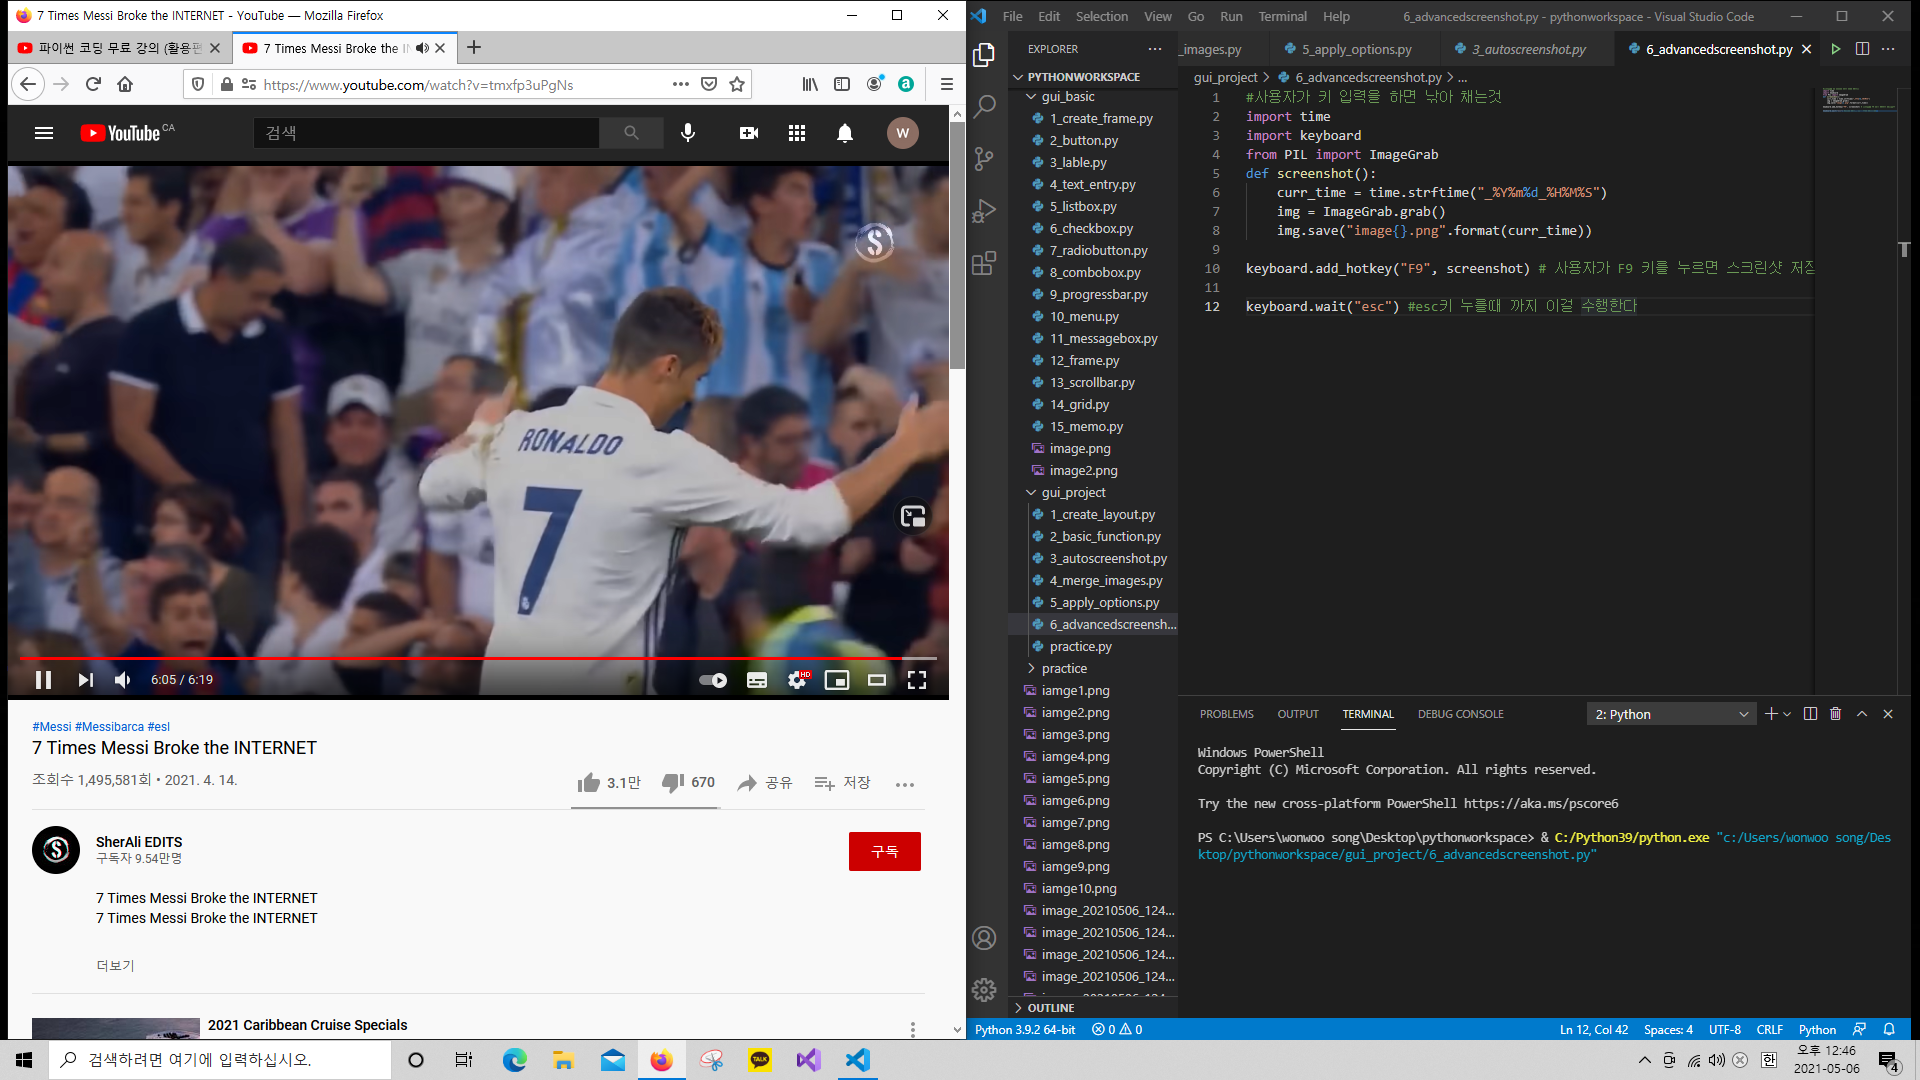 7 Times Messi Broke the INTERNET - YouTube — Mozilla Firefox
파이썬 코딩 무료 강의 (활용편
7 Times Messi Broke the IN
https://www.youtube.com/watch?v=tmxfp3uPgNs
YouTube CA
검색
W
RONALDO
7
6:05 / 6:19
HD
#Messi #Messibarca #esl
7 Times Messi Broke the INTERNET
조회수 1,495,581회 • 2021. 4. 14.
3.1만
670
공유
저장
SherAli EDITS
구독자 9.54만명
구독
7 Times Messi Broke the INTERNET
7 Times Messi Broke the INTERNET
더보기
2021 Caribbean Cruise Specials
File Edit Selection View Go Run Terminal Help
6_advancedscreenshot.py - pythonworkspace - Visual Studio Code
EXPLORER
_images.py
5_apply_options.py
3_autoscreenshot.py
6_advancedscreenshot.py
PYTHONWORKSPACE
gui_basic
1_create_frame.py
2_button.py
3_lable.py
4_text_entry.py
5_listbox.py
6_checkbox.py
7_radiobutton.py
8_combobox.py
9_progressbar.py
10_menu.py
11_messagebox.py
12_frame.py
13_scrollbar.py
14_grid.py
15_memo.py
image.png
image2.png
gui_project
1_create_layout.py
2_basic_function.py
3_autoscreenshot.py
4_merge_images.py
5_apply_options.py
6_advancedscreensh...
practice.py
practice
iamge1.png
iamge2.png
iamge3.png
iamge4.png
iamge5.png
iamge6.png
iamge7.png
iamge8.png
iamge9.png
iamge10.png
image_20210506_124...
image_20210506_124...
image_20210506_124...
image_20210506_124...
OUTLINE
gui_project > 6_advancedscreenshot.py > ...
1 #사용자가 키 입력을 하면 낚아 채는것
2 import time
3 import keyboard
4 from PIL import ImageGrab
5 def screenshot():
6 curr_time = time.strftime("_%Y%m%d_%H%M%S")
7 img = ImageGrab.grab()
8 img.save("image{}.png".format(curr_time))
9
10 keyboard.add_hotkey("F9", screenshot) # 사용자가 F9 키를 누르면 스크린샷 저장
11
12 keyboard.wait("esc") #esc키 누를때 까지 이걸 수행한다
PROBLEMS OUTPUT TERMINAL DEBUG CONSOLE
2: Python
Windows PowerShell
Copyright (C) Microsoft Corporation. All rights reserved.
Try the new cross-platform PowerShell https://aka.ms/pscore6
PS C:\Users\wonwoo song\Desktop\pythonworkspace> & C:/Python39/python.exe "c:/Users/wonwoo song/Des
ktop/pythonworkspace/gui_project/6_advancedscreenshot.py"
Python 3.9.2 64-bit
0 0
Ln 12, Col 42
Spaces: 4
UTF-8
CRLF
Python
검색하려면 여기에 입력하십시오.
TALK
한
오후 12:46
2021-05-06
4